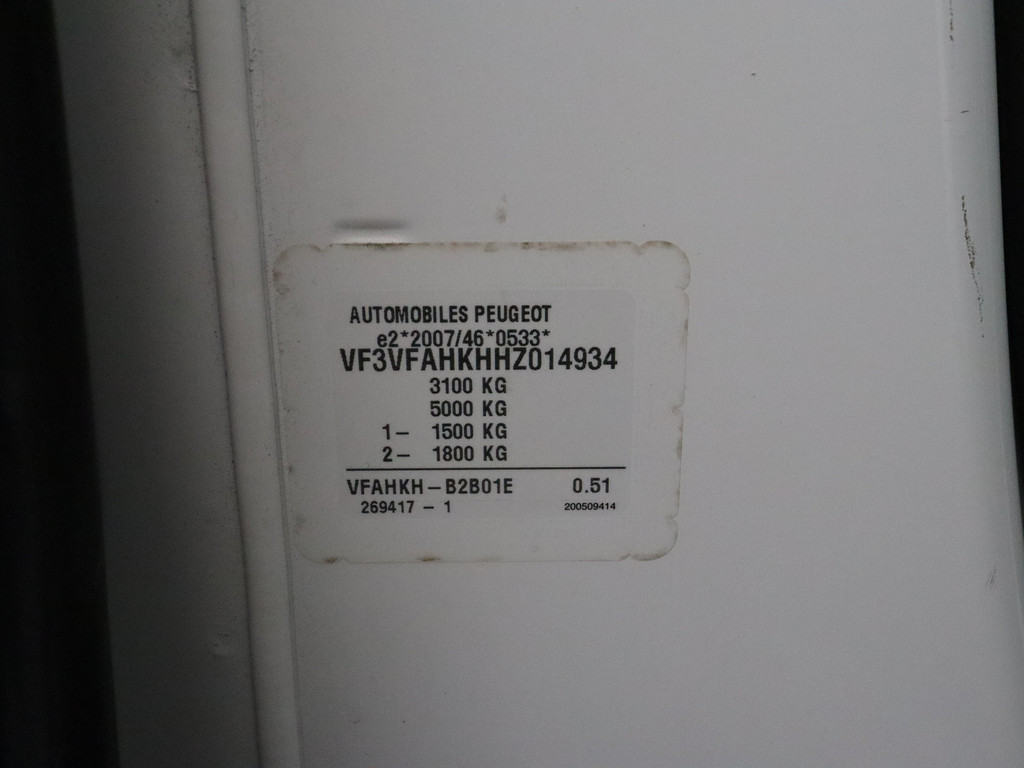 AUTOMOBILES PEUGEOT
e2*2007/46*0533*
VF3VFAHKHHZ014934
3100 KG
5000 KG
1– 1500 KG
2– 1800 KG
VFAHKH – B2B01E 0.51
269417 – 1 200509414